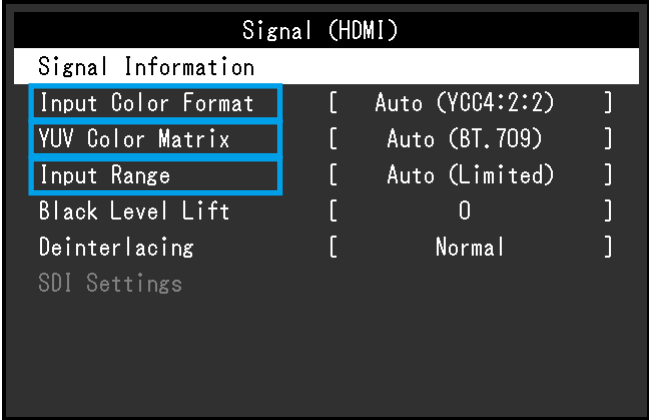 Signal (HDMI)
Signal Information
Input Color Format [ Auto (YCC4:2:2) ]
YUV Color Matrix [ Auto (BT.709) ]
Input Range [ Auto (Limited) ]
Black Level Lift [ 0 ]
Deinterlacing [ Normal ]
SDI Settings